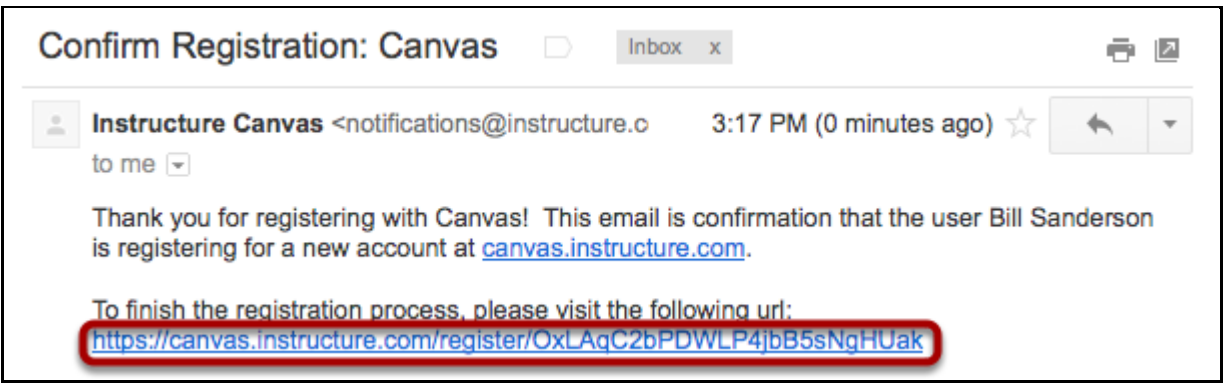 Confirm Registration: Canvas Inbox x
Instructure Canvas <notifications@instructure.c 3:17 PM (0 minutes ago)
to me
Thank you for registering with Canvas! This email is confirmation that the user Bill Sanderson
is registering for a new account at canvas.instructure.com.
To finish the registration process, please visit the following url:
https://canvas.instructure.com/register/OxLAqC2bPDWLP4jbB5sNgHUak